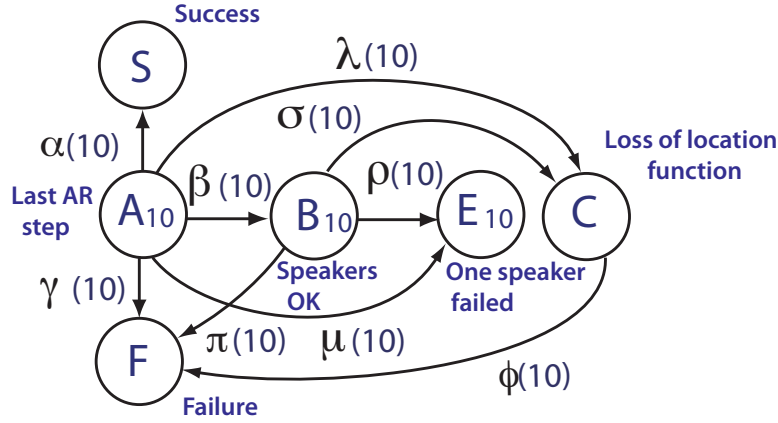 Success
S
λ(10)
σ(10)
α(10)
Loss of location
function
Last AR
step
A10
β(10)
B10
ρ(10)
E10
C
Speakers
OK
One speaker
failed
γ (10)
F
π(10)
μ(10)
ϕ(10)
Failure